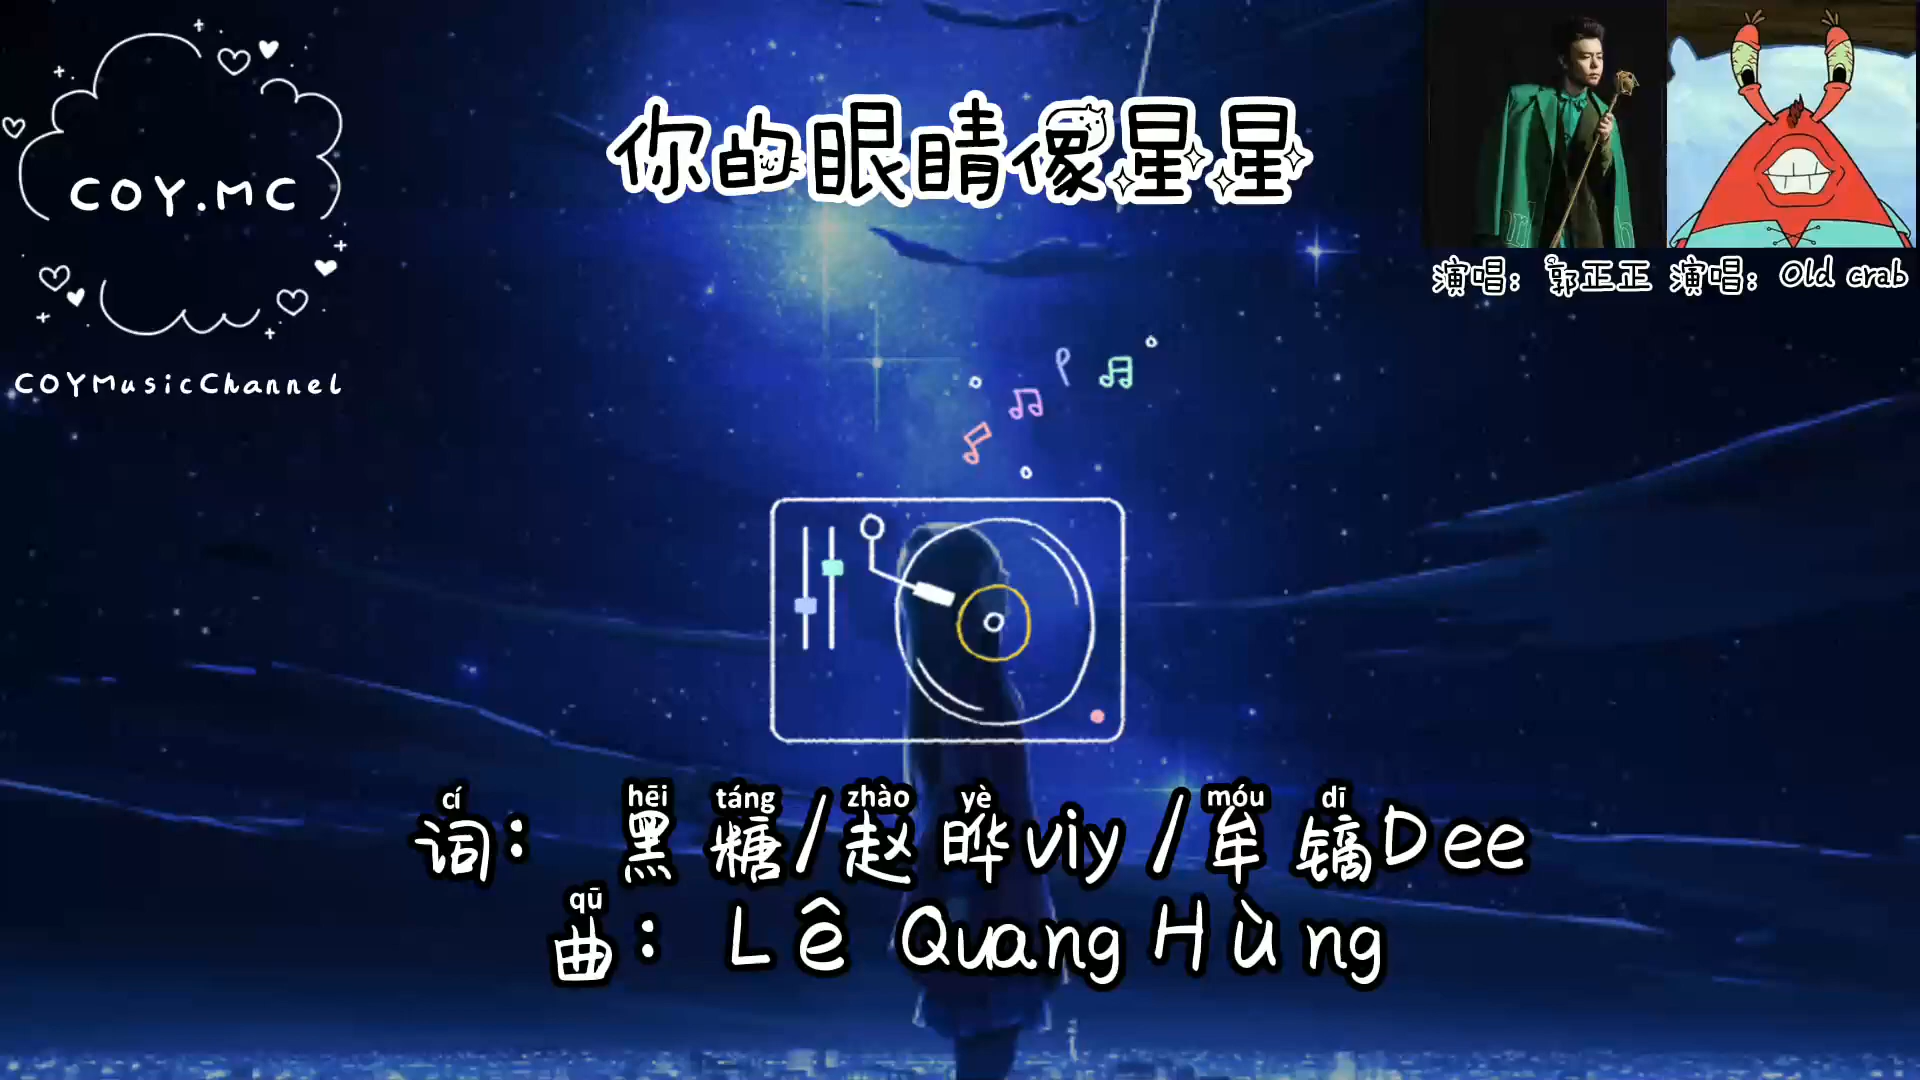 COY.MC
COYMusicChannel
你的眼睛像星星
演唱：郭正正 演唱：Old crab
cí hēi táng zhào yè móu dī
词：黑糖/赵晔viy/牟镝Dee
qū
曲：Lê Quang Hùng